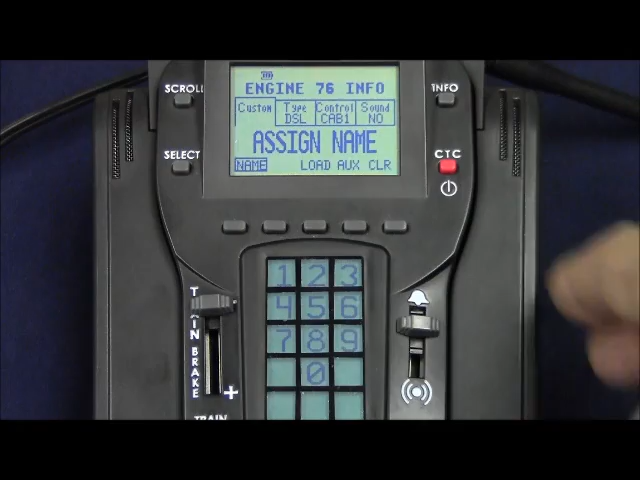 ENGINE 76 INFO
Custom Type Control Sound
DSL CAB1 NO
ASSIGN NAME
NAME LOAD AUX CLR
SCROLL
SELECT
INFO
CTC
1 2 3
4 5 6
7 8 9
0
BRAKE
+
TRAIN